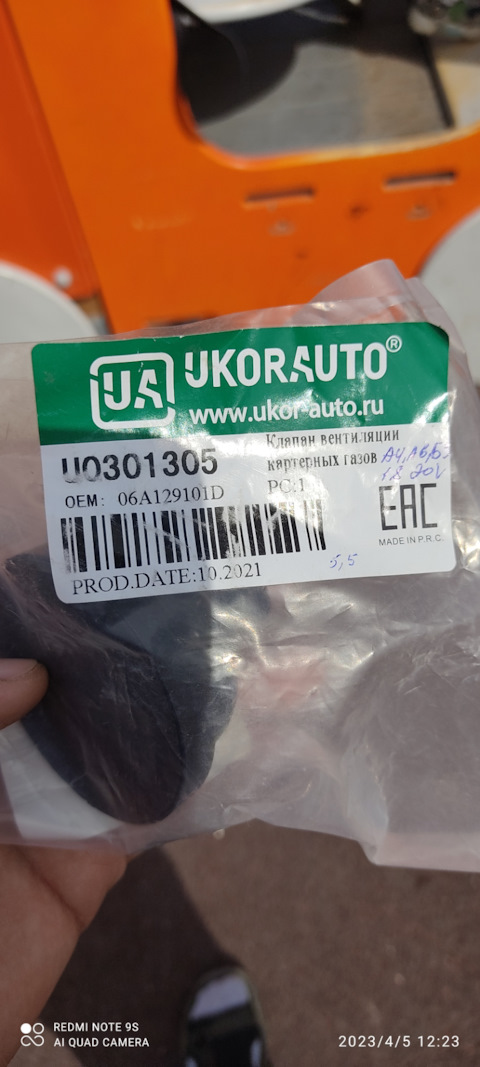 UA UKORAUTO®
www.ukor-auto.ru
U0301305
Клапан вентиляции
картерных газов
A4, A6, Б5
1.8 20V
OEM: 06A129101D
PC:1
EAC
MADE IN P.R.C.
PROD.DATE:10.2021
5,5
REDMI NOTE 9S
AI QUAD CAMERA
2023/4/5 12:23